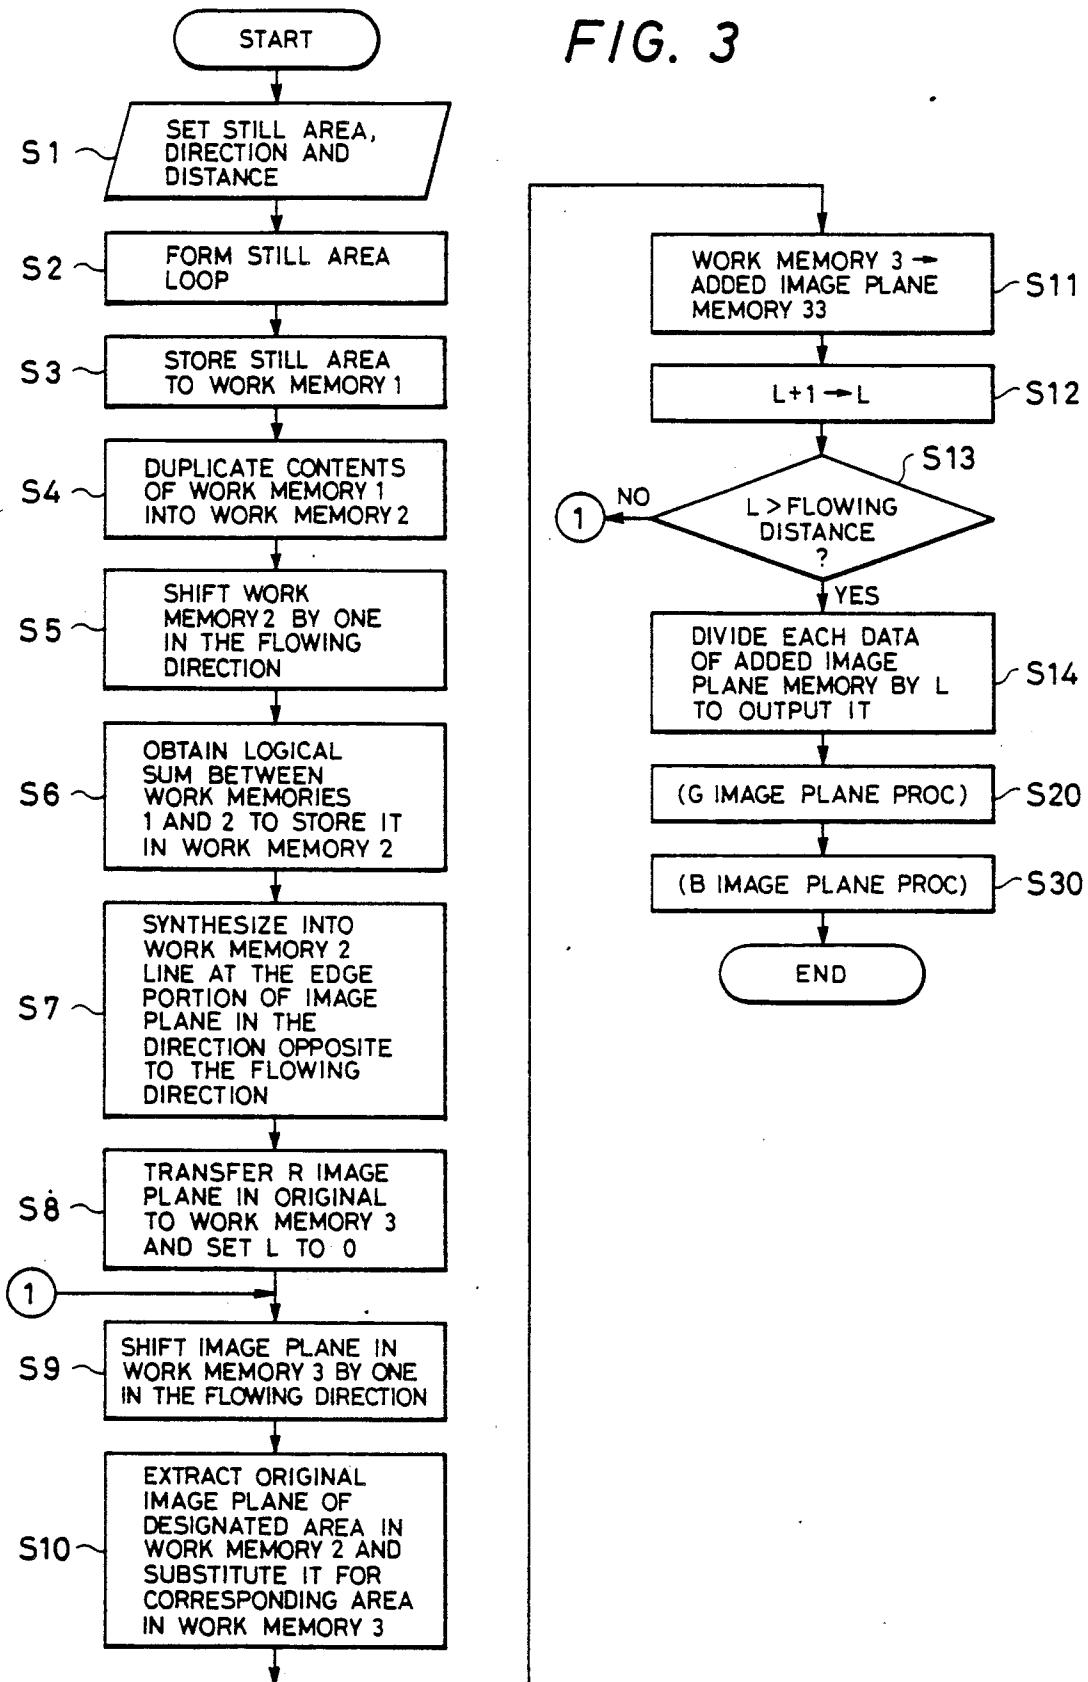 FIG. 3
START
S1
SET STILL AREA,
DIRECTION AND
DISTANCE
S2
FORM STILL AREA
LOOP
S3
STORE STILL AREA
TO WORK MEMORY 1
S4
DUPLICATE CONTENTS
OF WORK MEMORY 1
INTO WORK MEMORY 2
S5
SHIFT WORK
MEMORY 2 BY ONE
IN THE FLOWING
DIRECTION
S6
OBTAIN LOGICAL
SUM BETWEEN
WORK MEMORIES
1 AND 2 TO STORE IT
IN WORK MEMORY 2
S7
SYNTHESIZE INTO
WORK MEMORY 2
LINE AT THE EDGE
PORTION OF IMAGE
PLANE IN THE
DIRECTION OPPOSITE
TO THE FLOWING
DIRECTION
S8
TRANSFER R IMAGE
PLANE IN ORIGINAL
TO WORK MEMORY 3
AND SET L TO 0
1
S9
SHIFT IMAGE PLANE IN
WORK MEMORY 3 BY ONE
IN THE FLOWING DIRECTION
S10
EXTRACT ORIGINAL
IMAGE PLANE OF
DESIGNATED AREA IN
WORK MEMORY 2 AND
SUBSTITUTE IT FOR
CORRESPONDING AREA
IN WORK MEMORY 3
WORK MEMORY 3 →
ADDED IMAGE PLANE
MEMORY 33
S11
L+1 → L
S12
S13
L > FLOWING
DISTANCE
?
NO
1
YES
DIVIDE EACH DATA
OF ADDED IMAGE
PLANE MEMORY BY L
TO OUTPUT IT
S14
(G IMAGE PLANE PROC)
S20
(B IMAGE PLANE PROC)
S30
END